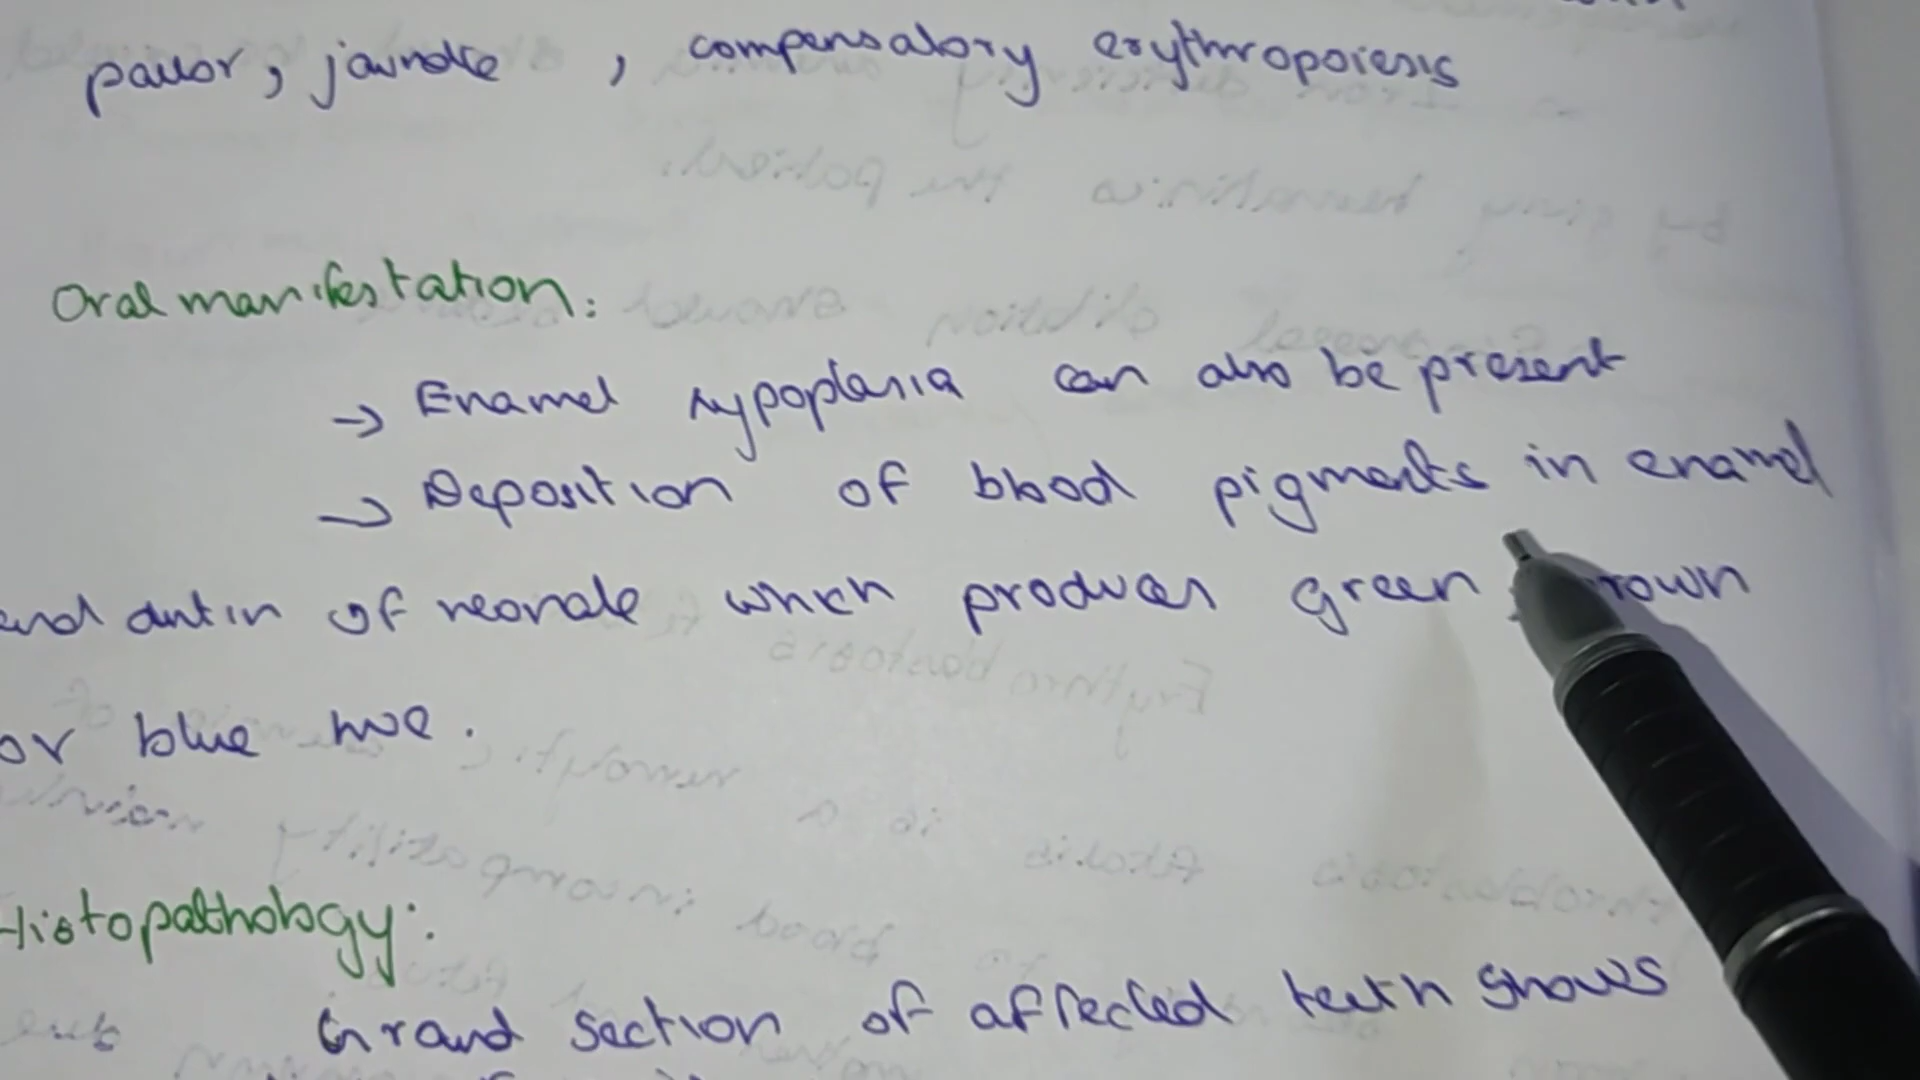 pallor, jaundice, compensatory erythropoiesis
Oral manifestation:
→ Enamel hypoplasia can also be present
→ Deposition of blood pigments in enamel
and dentin of neonate which produces green brown
or blue hue.
Histopathology:
Ground section of affected teeth shows